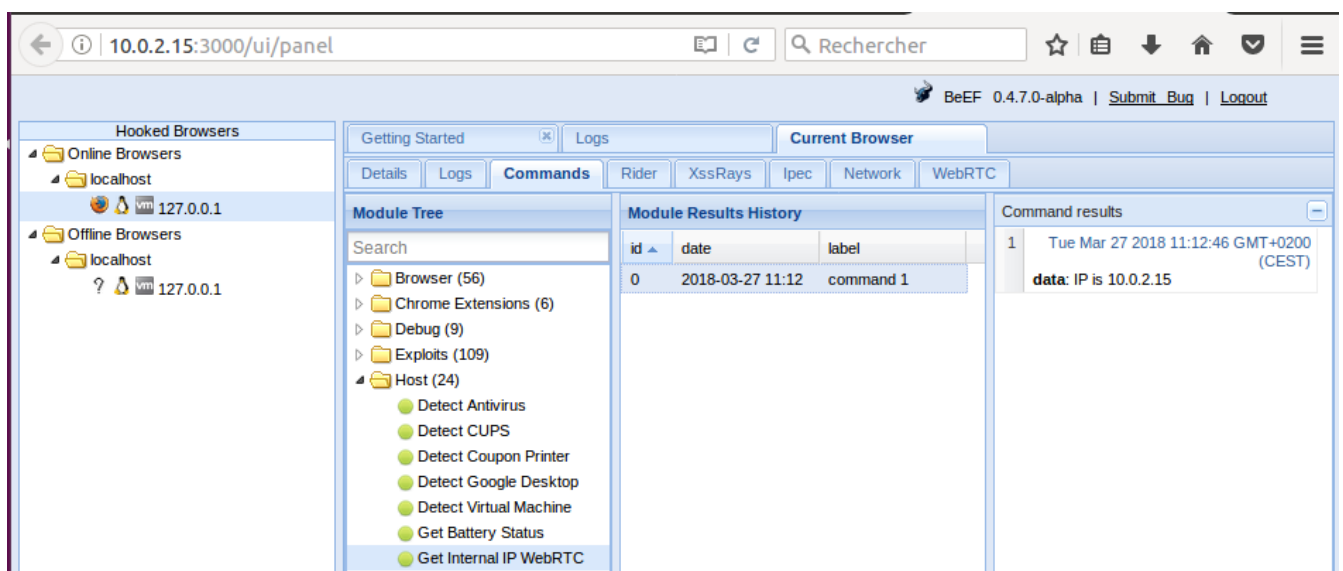 10.0.2.15:3000/ui/panel
Rechercher
BeEF 0.4.7.0-alpha | Submit Bug | Logout
Hooked Browsers
Online Browsers
localhost
vm 127.0.0.1
Offline Browsers
localhost
? vm 127.0.0.1
Getting Started Logs Current Browser
Details Logs Commands Rider XssRays Ipec Network WebRTC
Module Tree
Search
Browser (56)
Chrome Extensions (6)
Debug (9)
Exploits (109)
Host (24)
Detect Antivirus
Detect CUPS
Detect Coupon Printer
Detect Google Desktop
Detect Virtual Machine
Get Battery Status
Get Internal IP WebRTC
Module Results History
id date label
0 2018-03-27 11:12 command 1
Command results
1 Tue Mar 27 2018 11:12:46 GMT+0200
(CEST)
data: IP is 10.0.2.15